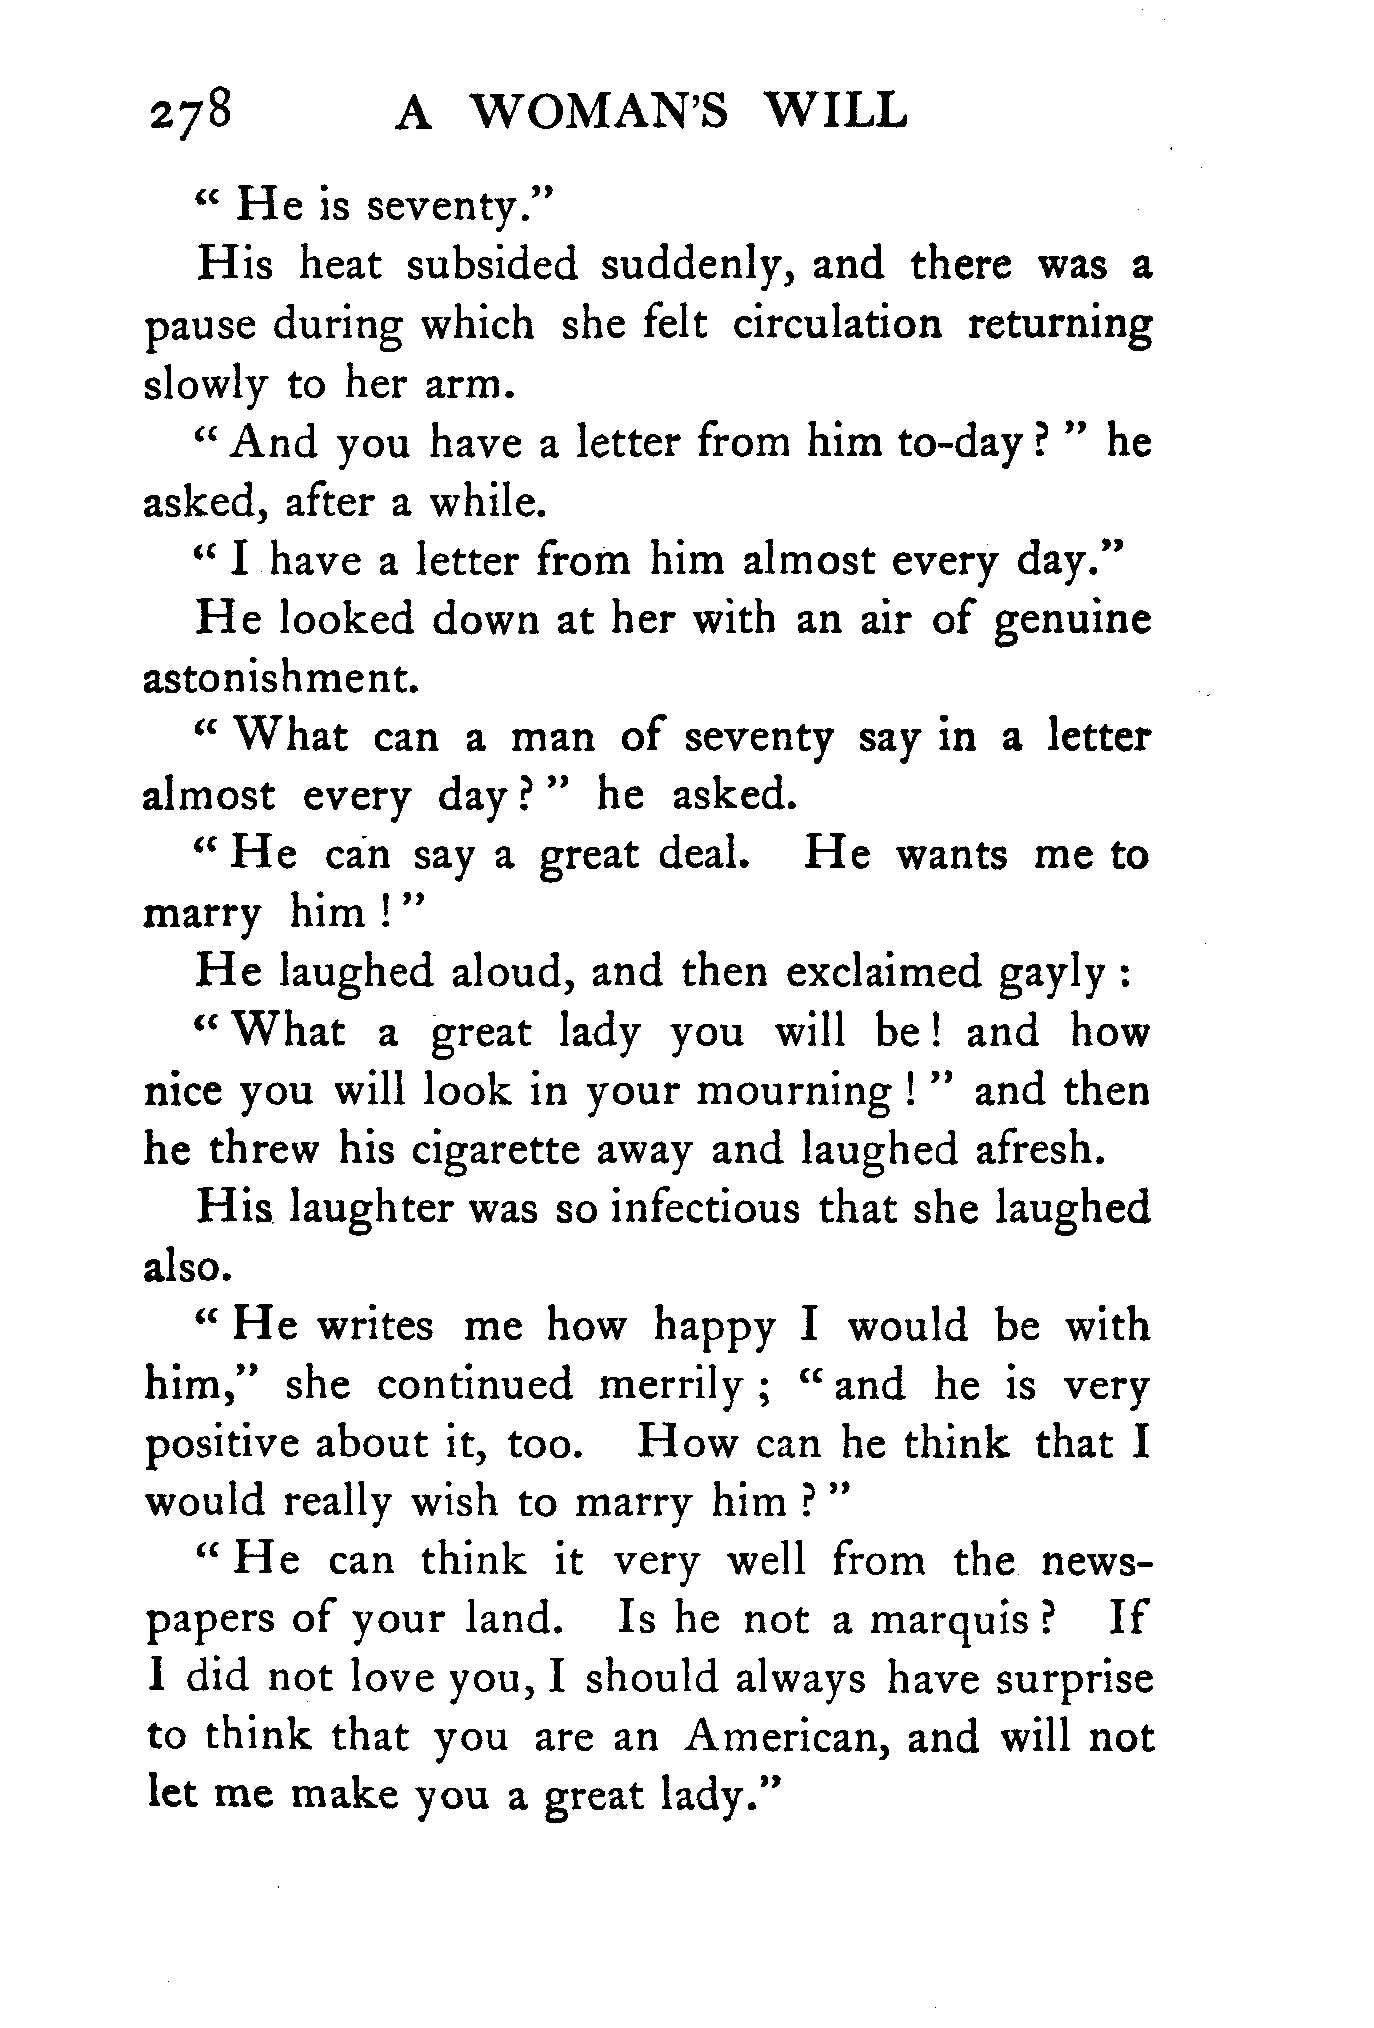 278 A WOMAN'S WILL
“ He is seventy.”
His heat subsided suddenly, and there was a
pause during which she felt circulation returning
slowly to her arm.
“ And you have a letter from him to-day ? ” he
asked, after a while.
“ I have a letter from him almost every day.”
He looked down at her with an air of genuine
astonishment.
“ What can a man of seventy say in a letter
almost every day ? ” he asked.
“ He can say a great deal. He wants me to
marry him ! ”
He laughed aloud, and then exclaimed gayly :
“ What a great lady you will be ! and how
nice you will look in your mourning ! ” and then
he threw his cigarette away and laughed afresh.
His laughter was so infectious that she laughed
also.
“ He writes me how happy I would be with
him,” she continued merrily ; “ and he is very
positive about it, too. How can he think that I
would really wish to marry him ? ”
“ He can think it very well from the news-
papers of your land. Is he not a marquis ? If
I did not love you, I should always have surprise
to think that you are an American, and will not
let me make you a great lady.”